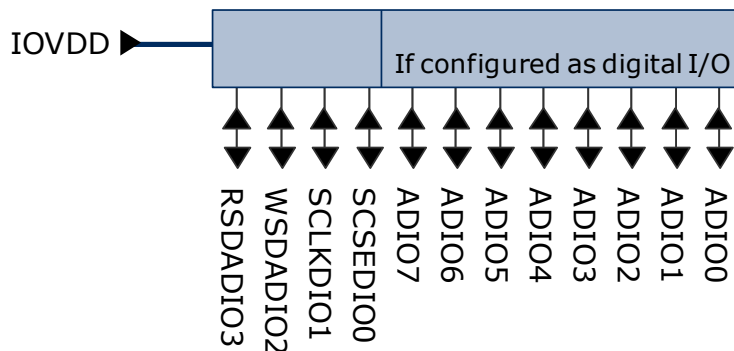 IOVDD
If configured as digital I/O
RSDADIO3
WSDADIO2
SCLKDIO1
SCSEDIO0
ADIO7
ADIO6
ADIO5
ADIO4
ADIO3
ADIO2
ADIO1
ADIO0